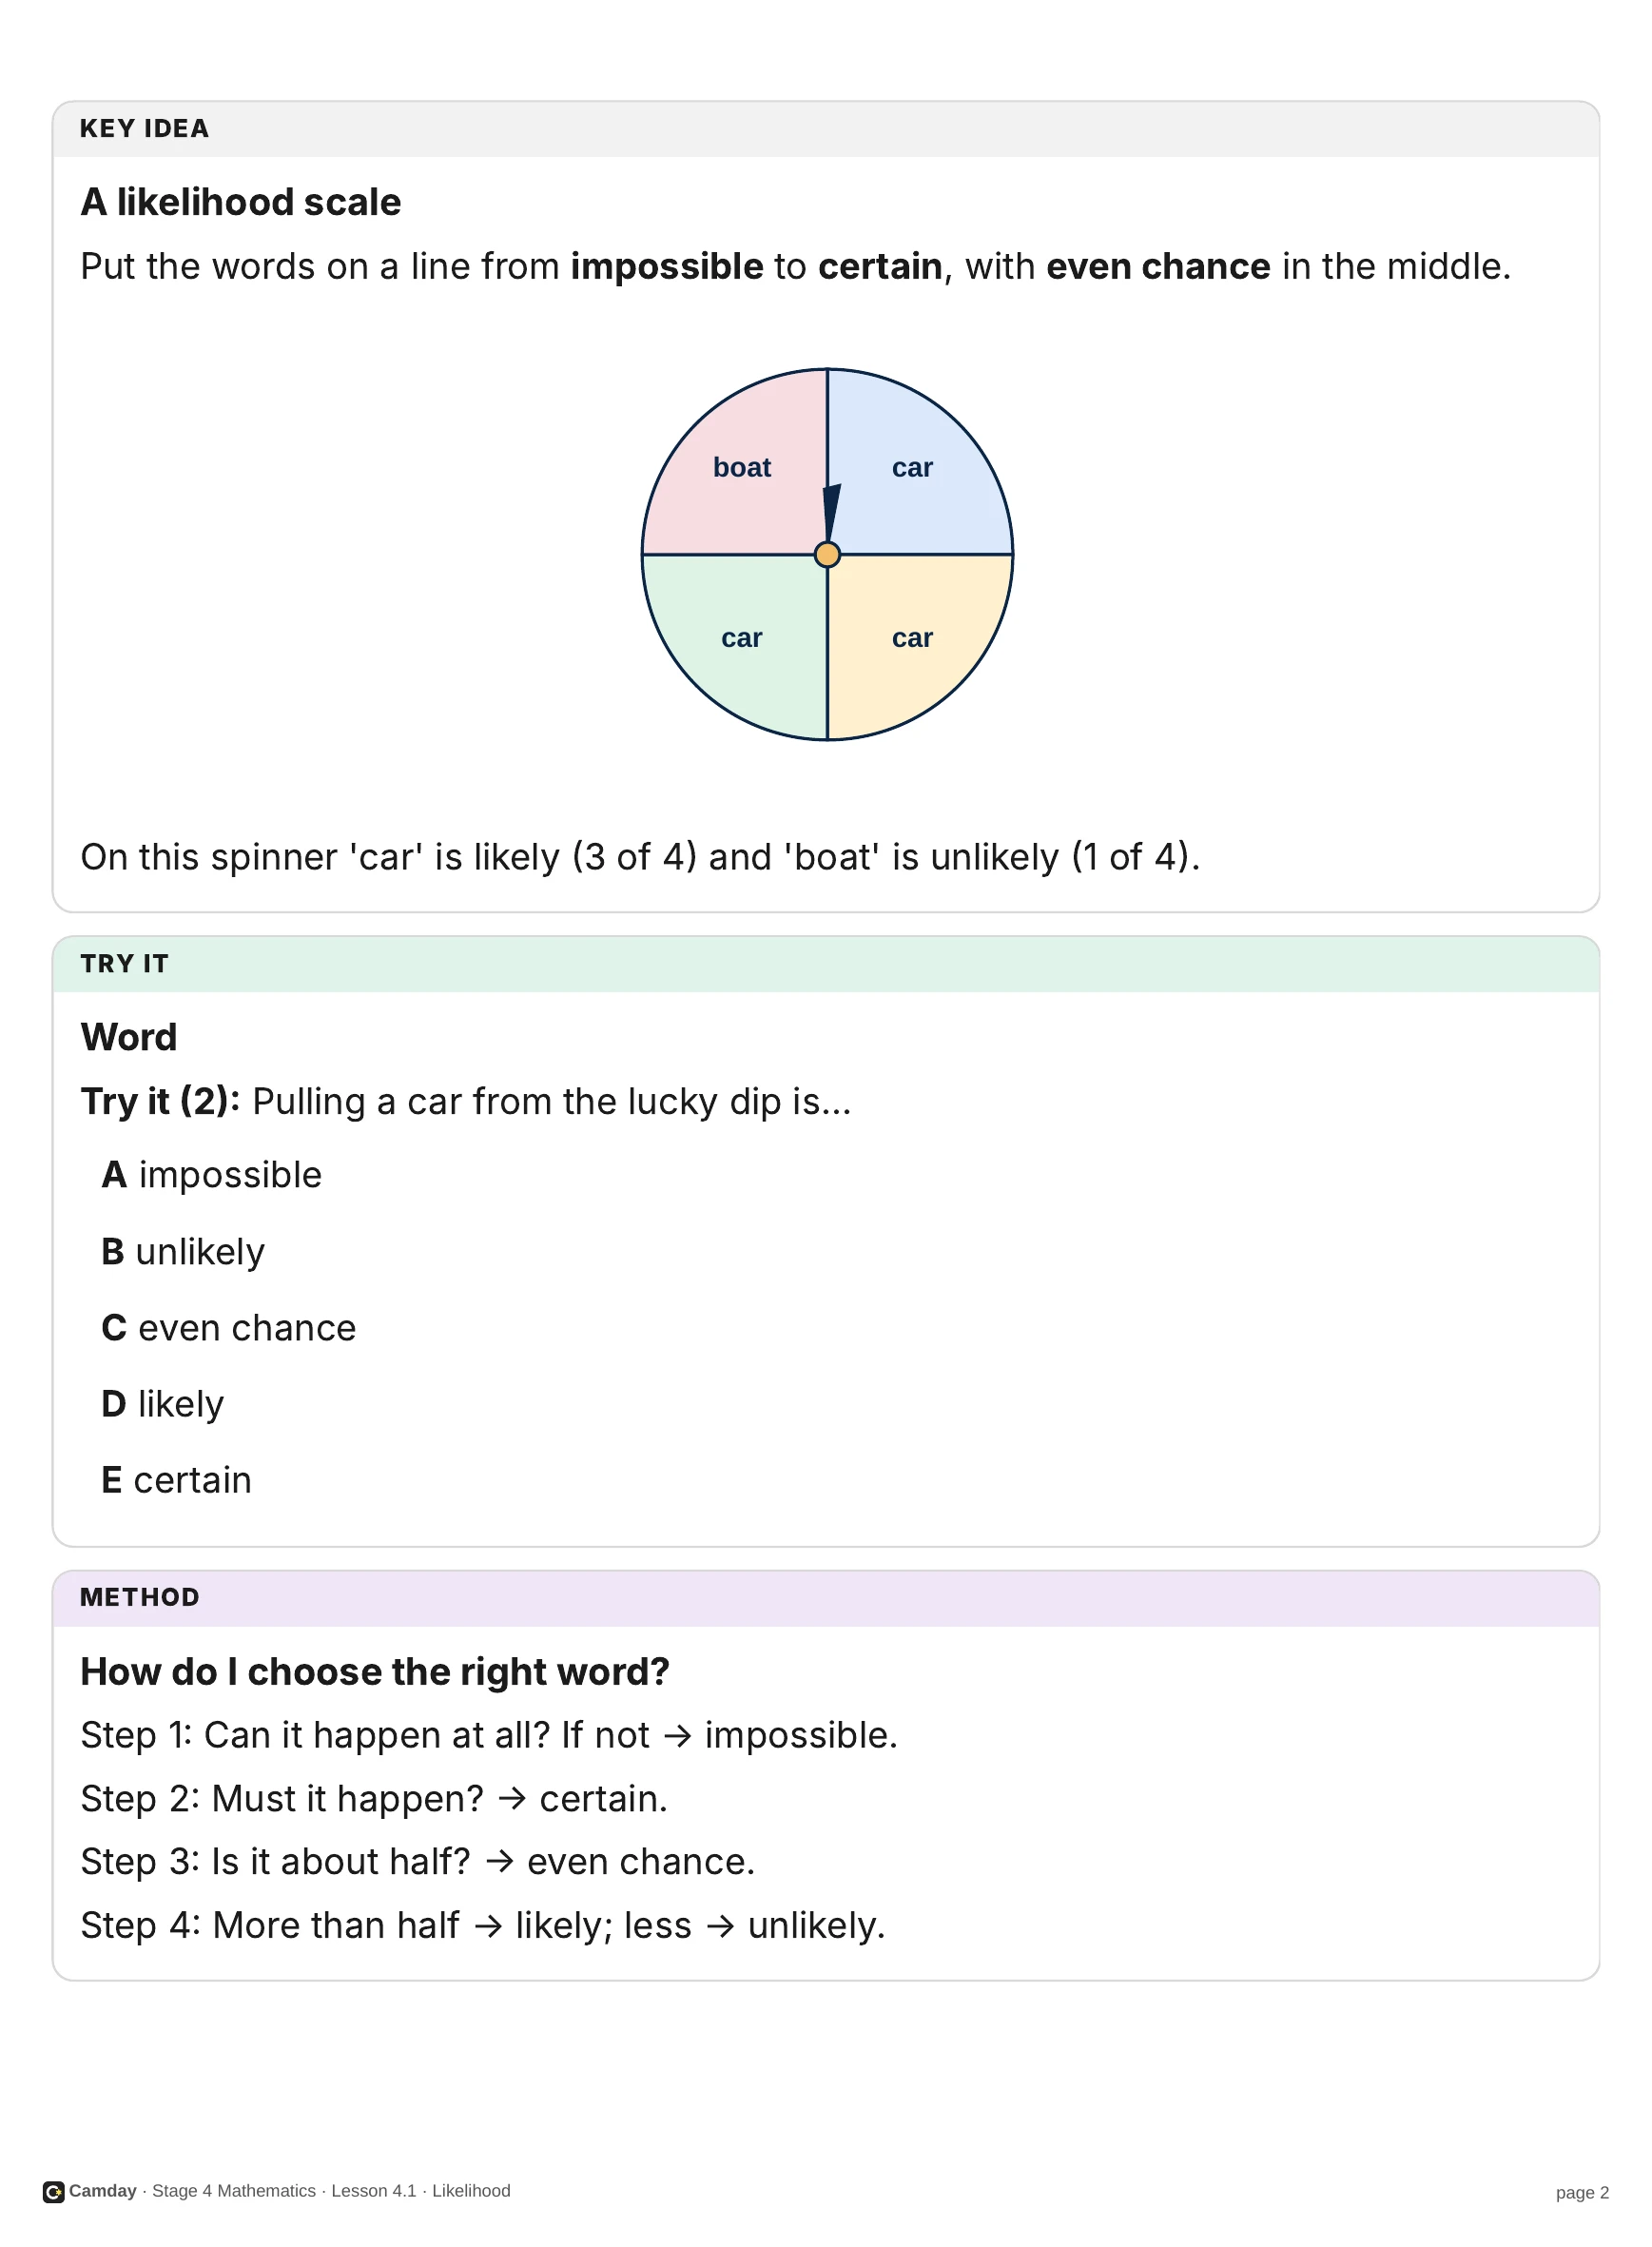 KEY IDEA
A likelihood scale
Put the words on a line from impossible to certain, with even chance in the middle.
boat
car
car
car
On this spinner 'car' is likely (3 of 4) and 'boat' is unlikely (1 of 4).
TRY IT
Word
Try it (2): Pulling a car from the lucky dip is...
A impossible
B unlikely
C even chance
D likely
E certain
METHOD
How do I choose the right word?
Step 1: Can it happen at all? If not → impossible.
Step 2: Must it happen? → certain.
Step 3: Is it about half? → even chance.
Step 4: More than half → likely; less → unlikely.
Camday · Stage 4 Mathematics · Lesson 4.1 · Likelihood
page 2